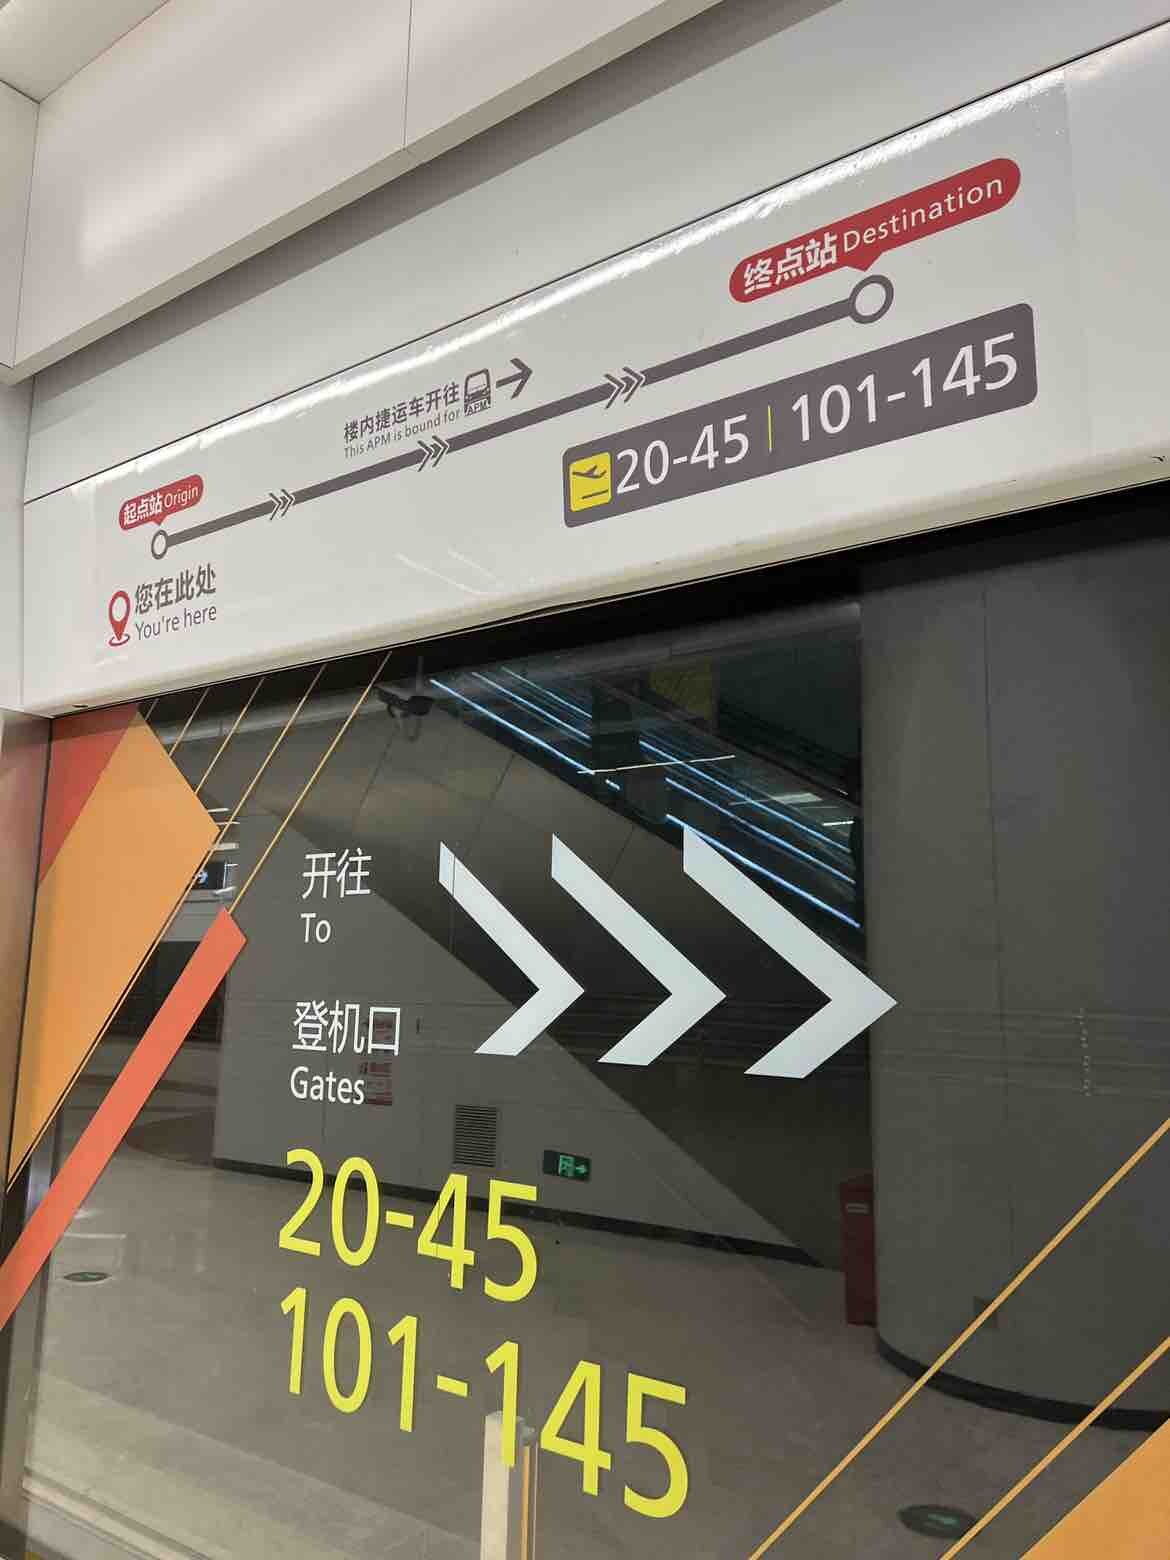 终点站 Destination
楼内捷运车开往
This APM is bound for
APM
20-45 | 101-145
起点站 Origin
您在此处
You're here
开往
To
登机口
Gates
20-45
101-145